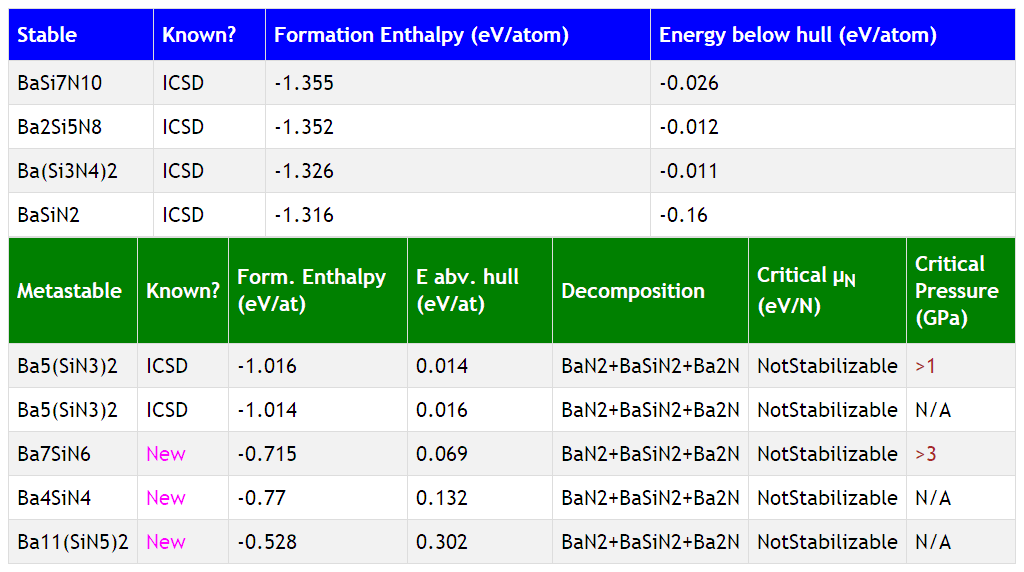 Stable Known? Formation Enthalpy (eV/atom) Energy below hull (eV/atom)
BaSi7N10 ICSD -1.355 -0.026
Ba2Si5N8 ICSD -1.352 -0.012
Ba(Si3N4)2 ICSD -1.326 -0.011
BaSiN2 ICSD -1.316 -0.16
Metastable Known? Form. Enthalpy (eV/at) E abv. hull (eV/at) Decomposition Critical μN (eV/N) Critical Pressure (GPa)
Ba5(SiN3)2 ICSD -1.016 0.014 BaN2+BaSiN2+Ba2N NotStabilizable >1
Ba5(SiN3)2 ICSD -1.014 0.016 BaN2+BaSiN2+Ba2N NotStabilizable N/A
Ba7SiN6 New -0.715 0.069 BaN2+BaSiN2+Ba2N NotStabilizable >3
Ba4SiN4 New -0.77 0.132 BaN2+BaSiN2+Ba2N NotStabilizable N/A
Ba11(SiN5)2 New -0.528 0.302 BaN2+BaSiN2+Ba2N NotStabilizable N/A